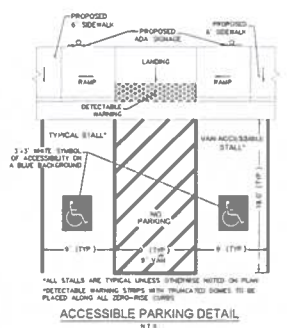 PROPOSED
6' SIDEWALK
PROPOSED
ADA SIGNAGE
PROPOSED
6' SIDEWALK
RAMP
LANDING
RAMP
DETECTABLE
WARNING
TYPICAL STALL*
VAN ACCESSIBLE
STALL*
3'x3' WHITE SYMBOL
OF ACCESSIBILITY ON
A BLUE BACKGROUND
NO
PARKING
18.0' (TYP.)
9' (TYP.)
(TYP.)
9' VAN
9' (TYP.)
*ALL STALLS ARE TYPICAL UNLESS OTHERWISE NOTED ON PLAN
*DETECTABLE WARNING STRIPS WITH TRUNCATED DOMES TO BE
PLACED ALONG ALL ZERO-RISE CURBS
ACCESSIBLE PARKING DETAIL
N.T.S.